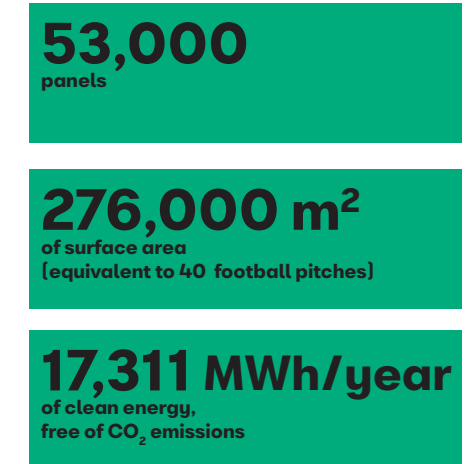 53,000
panels
276,000 m²
of surface area
(equivalent to 40 football pitches)
17,311 MWh/year
of clean energy,
free of CO₂ emissions